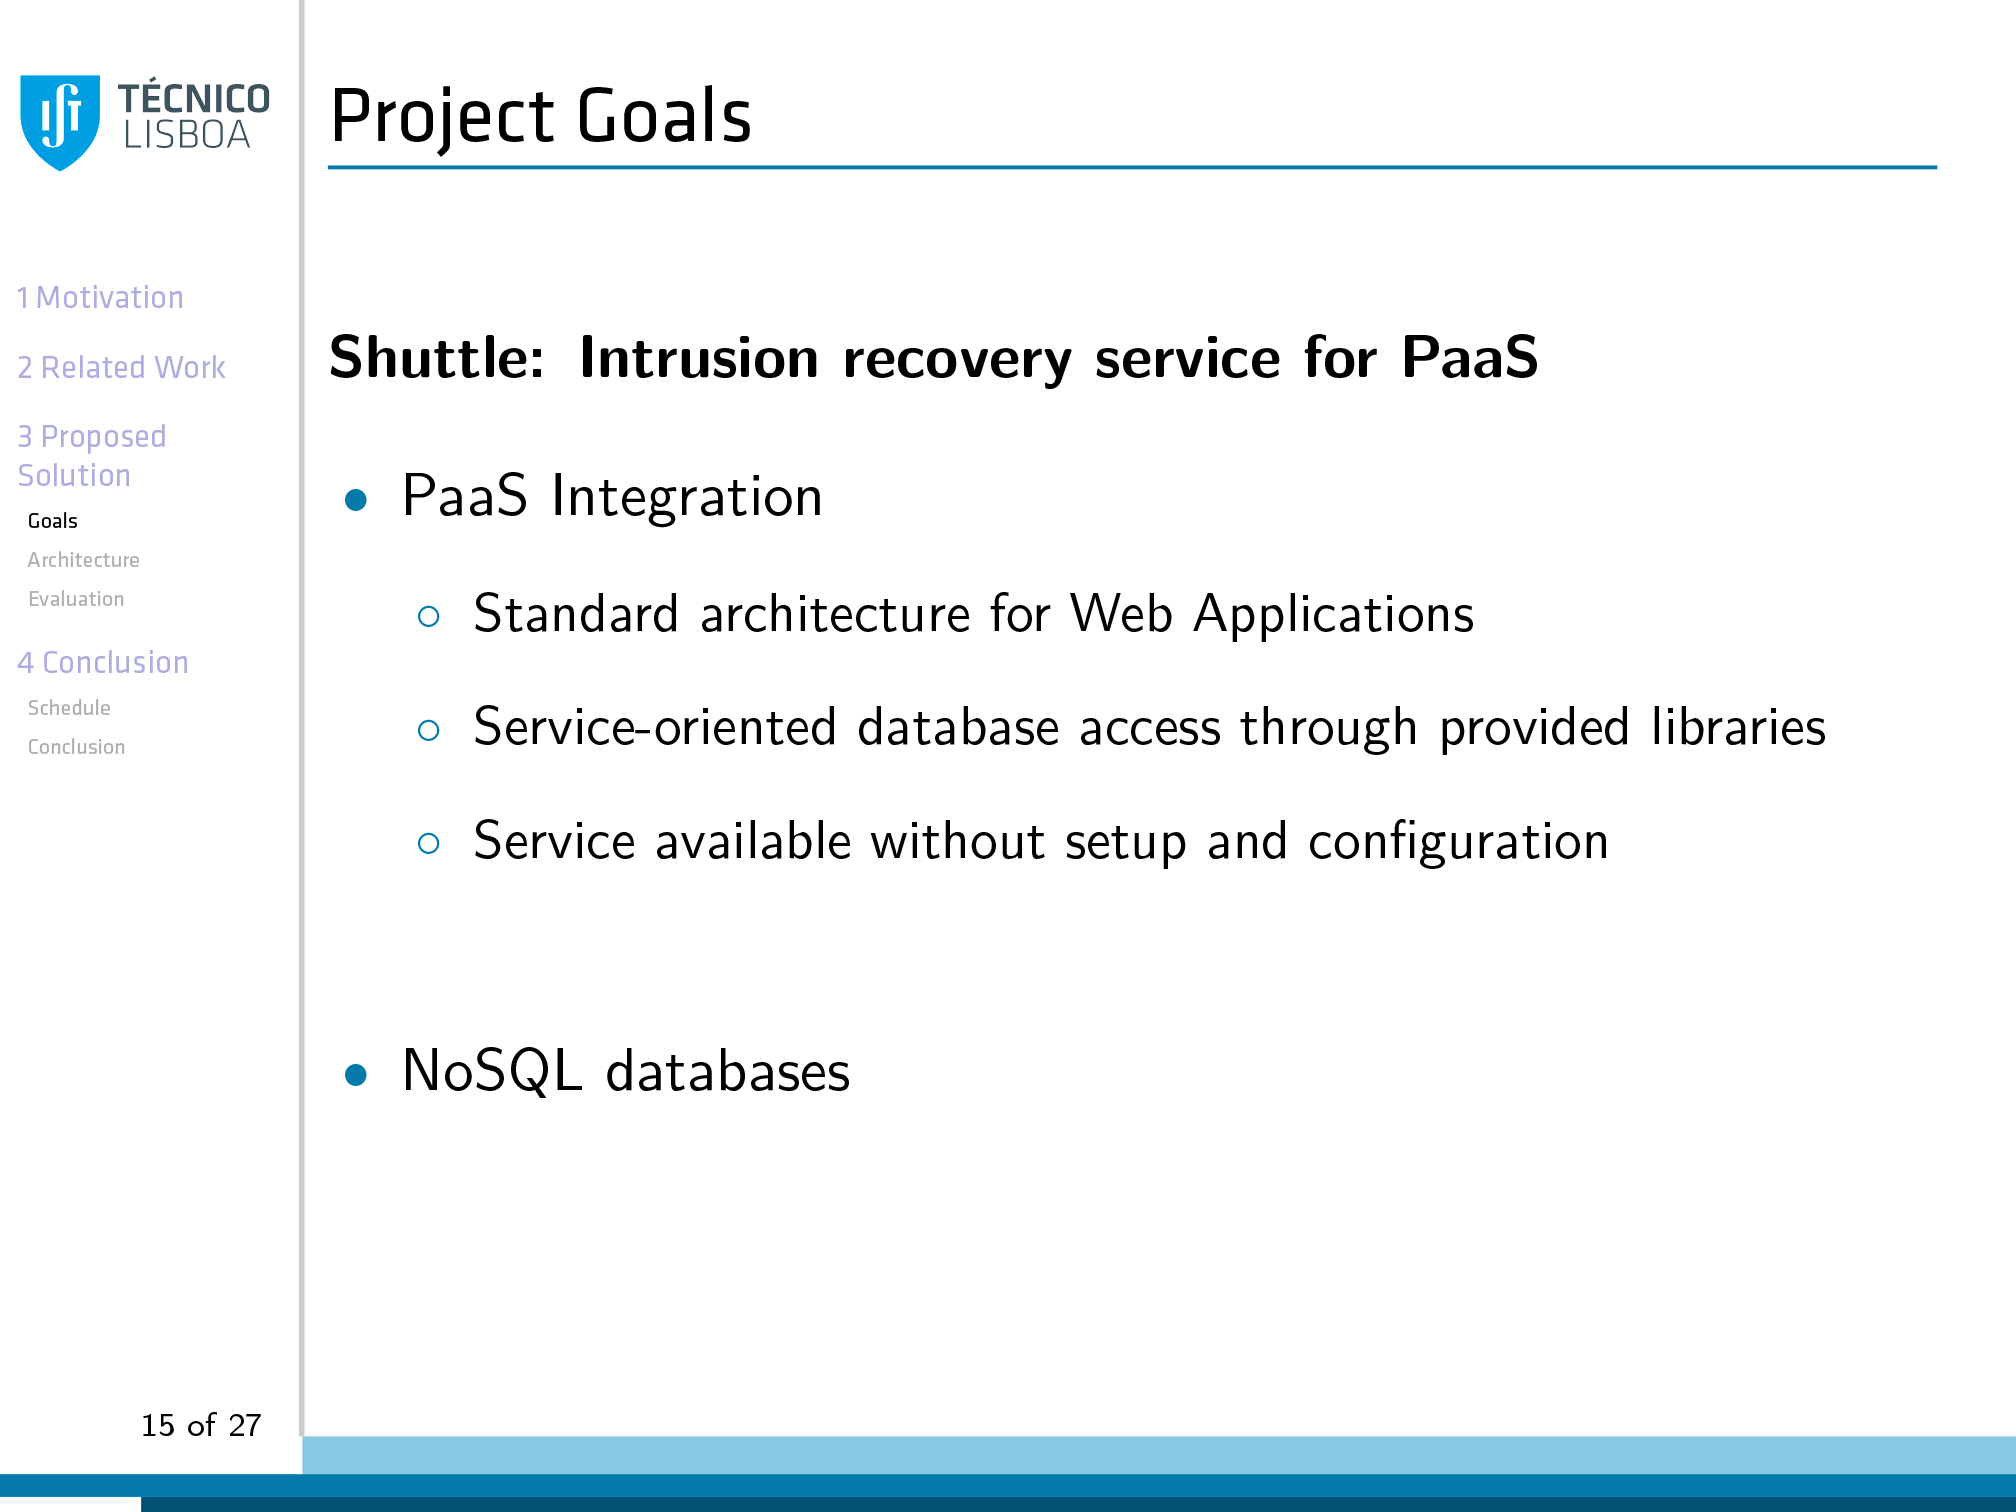 TÉCNICO
LISBOA
1 Motivation
2 Related Work
3 Proposed
Solution
Goals
Architecture
Evaluation
4 Conclusion
Schedule
Conclusion
15 of 27
Project Goals
Shuttle: Intrusion recovery service for PaaS
• PaaS Integration
◦ Standard architecture for Web Applications
◦ Service-oriented database access through provided libraries
◦ Service available without setup and configuration
• NoSQL databases